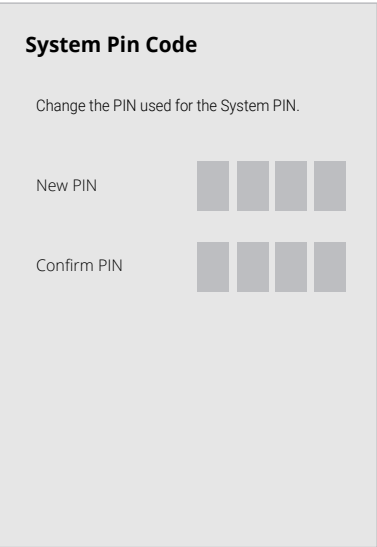 System Pin Code
Change the PIN used for the System PIN.
New PIN
Confirm PIN